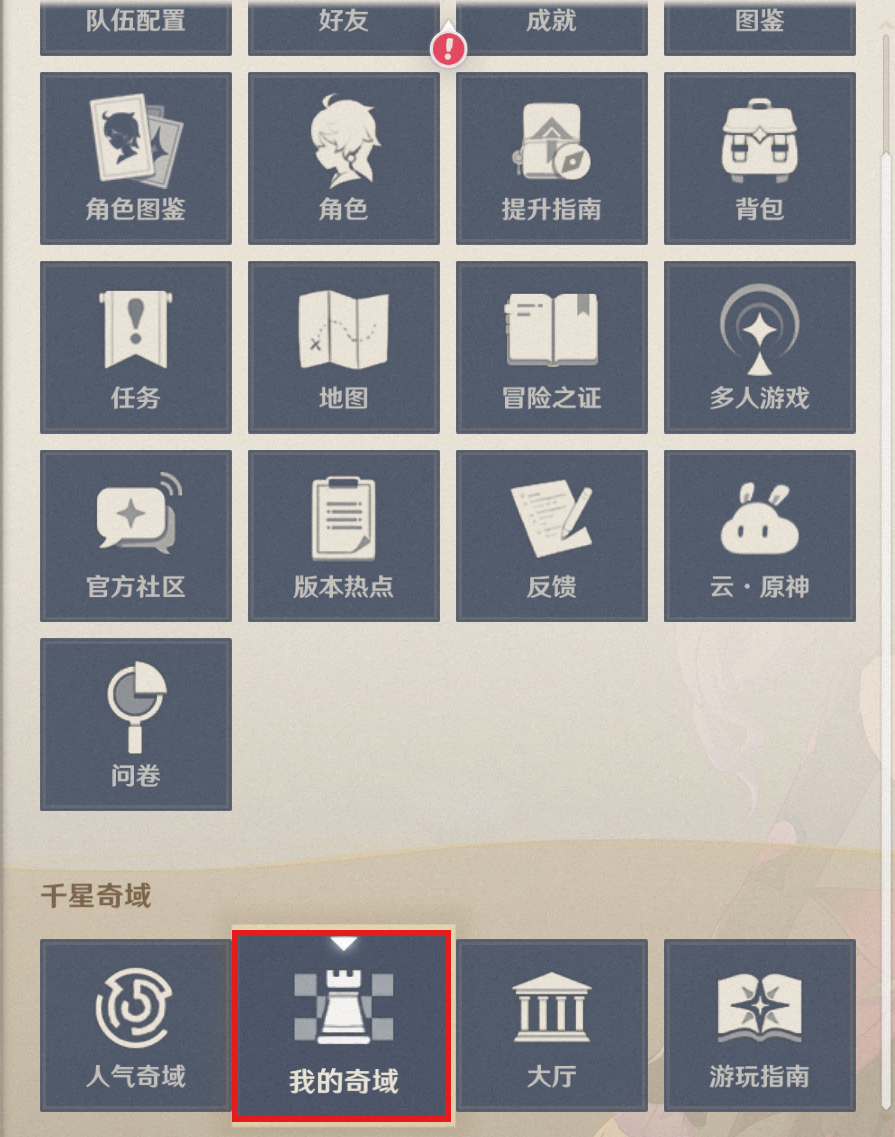 队伍配置
好友
成就
图鉴
角色图鉴
角色
提升指南
背包
任务
地图
冒险之证
多人游戏
官方社区
版本热点
反馈
云·原神
问卷
千星奇域
人气奇域
我的奇域
大厅
游玩指南